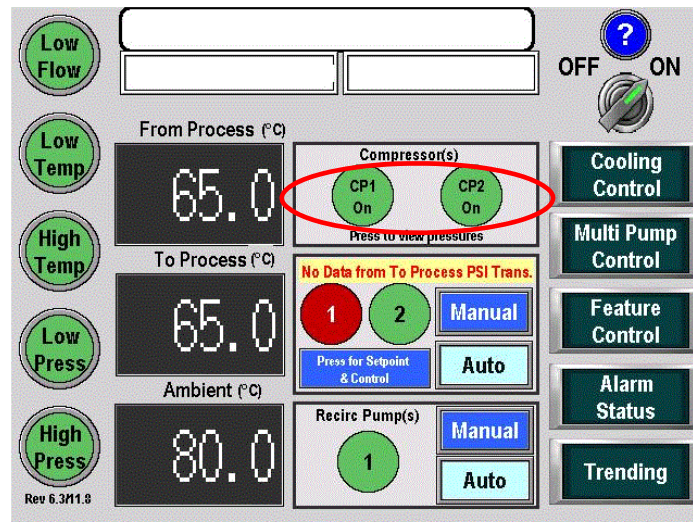 Low
Flow
?
OFF
ON
Low
Temp
From Process (°C)
65.0
Compressor(s)
CP1
On
CP2
On
Press to view pressures
Cooling
Control
High
Temp
To Process (°C)
65.0
No Data from To Process PSI Trans.
1
2
Manual
Press for Setpoint
& Control
Auto
Multi Pump
Control
Low
Press
Feature
Control
Ambient (°C)
80.0
Recirc Pump(s)
1
Manual
Auto
Alarm
Status
High
Press
Trending
Rev 6.3/11.8